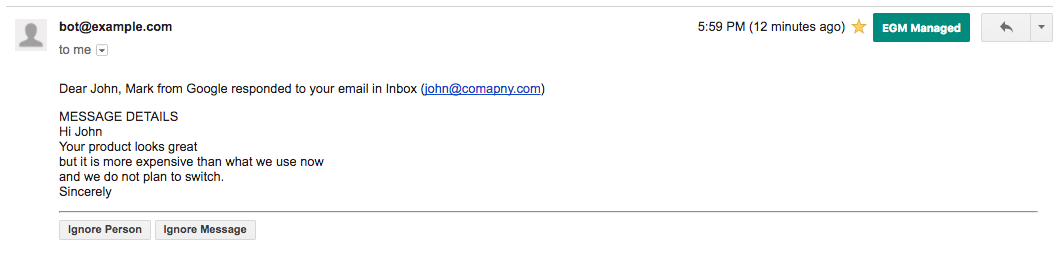 bot@example.com
5:59 PM (12 minutes ago)
EGM Managed
to me
Dear John, Mark from Google responded to your email in Inbox (john@comapny.com)
MESSAGE DETAILS
Hi John
Your product looks great
but it is more expensive than what we use now
and we do not plan to switch.
Sincerely
Ignore Person
Ignore Message